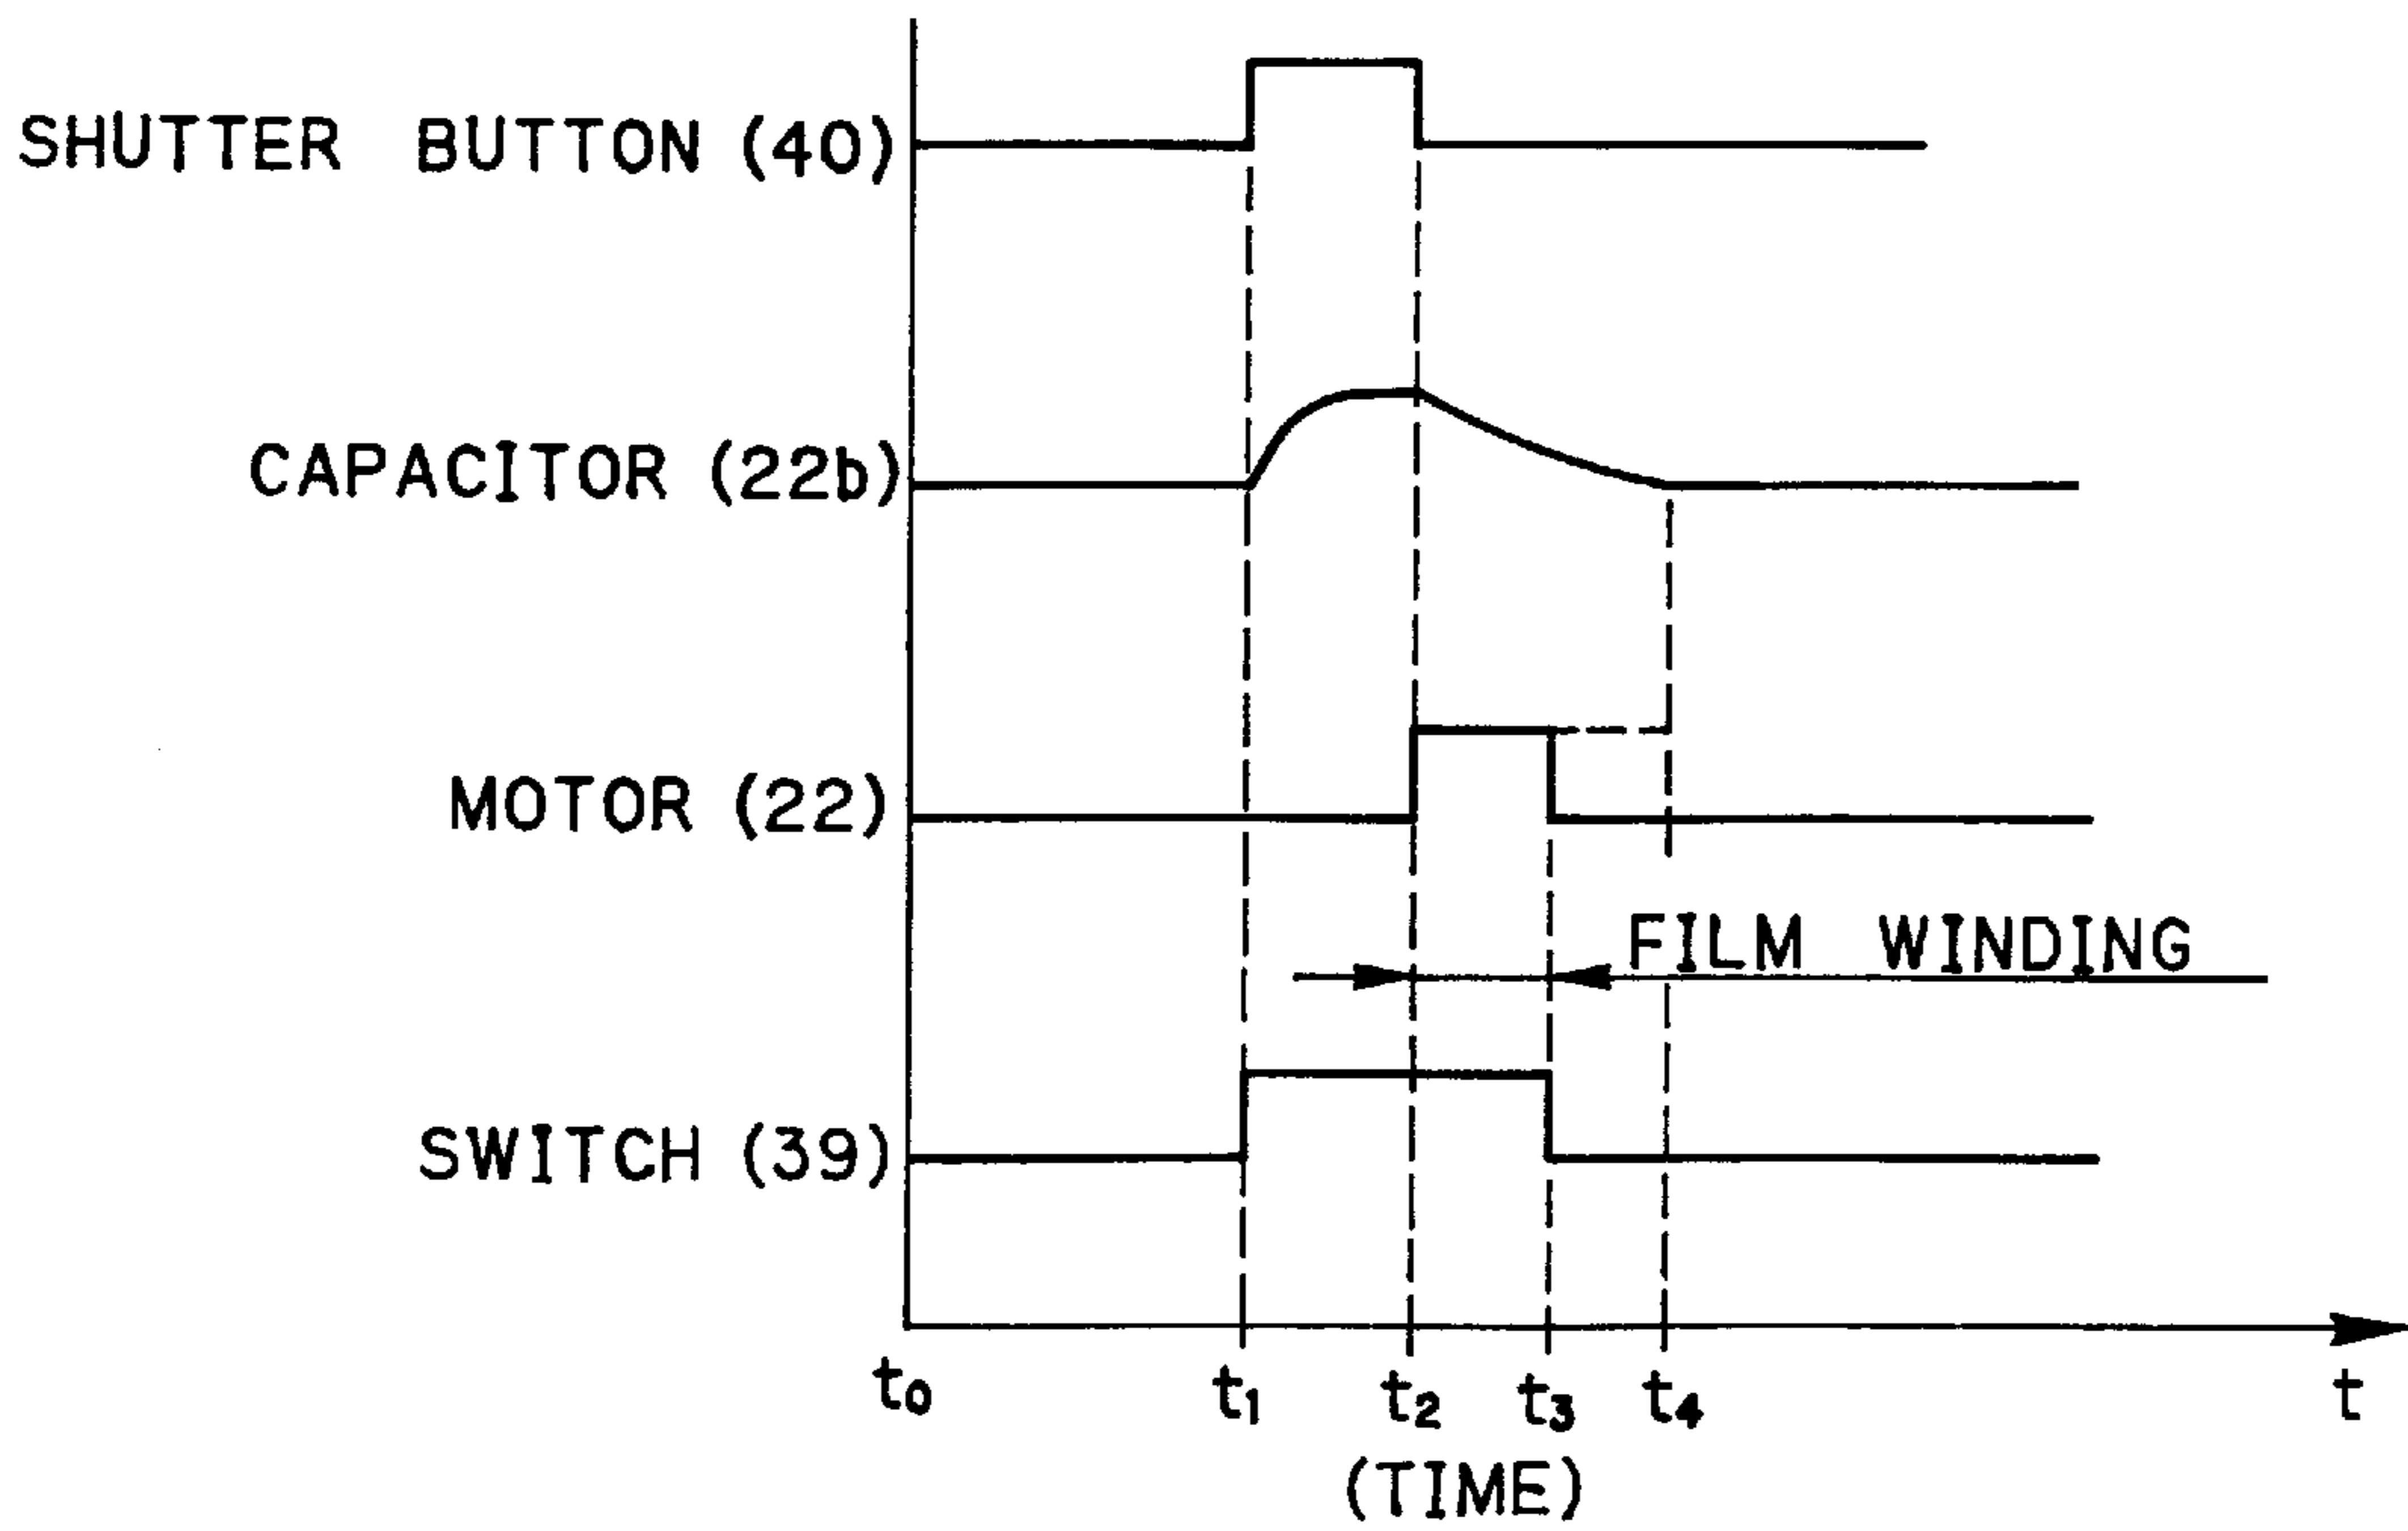 SHUTTER BUTTON (40)
CAPACITOR (22b)
MOTOR (22)
FILM WINDING
SWITCH (39)
t0 t1 t2 t3 t4 t
(TIME)